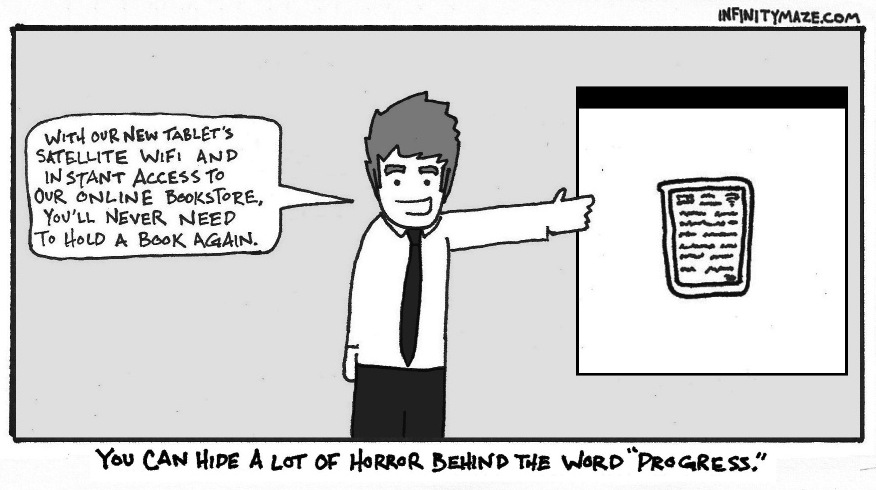 INFINITYMAZE.COM
WITH OUR NEW TABLET'S
SATELLITE WIFI AND
INSTANT ACCESS TO
OUR ONLINE BOOKSTORE,
YOU'LL NEVER NEED
TO HOLD A BOOK AGAIN.
YOU CAN HIDE A LOT OF HORROR BEHIND THE WORD "PROGRESS."